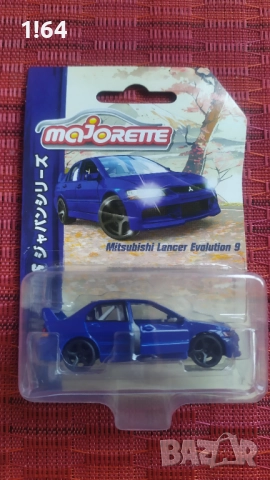 1!64
MAJORETTE
Mitsubishi Lancer Evolution 9
ジャパンシリーズ
BAZAR